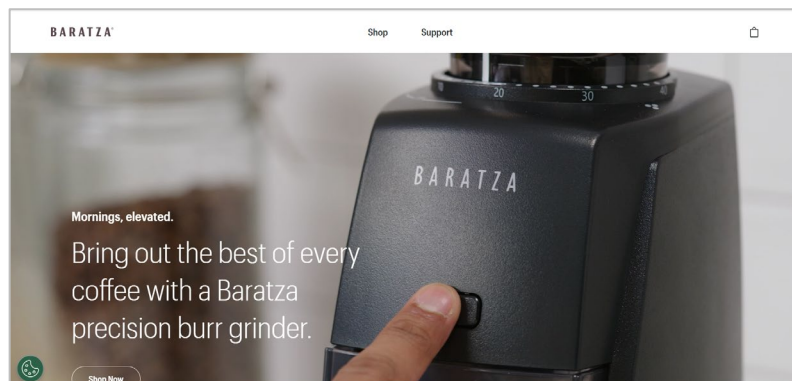 BARATZA®
Shop
Support
20
30
BARATZA
Mornings, elevated.
Bring out the best of every
coffee with a Baratza
precision burr grinder.
Shop Now